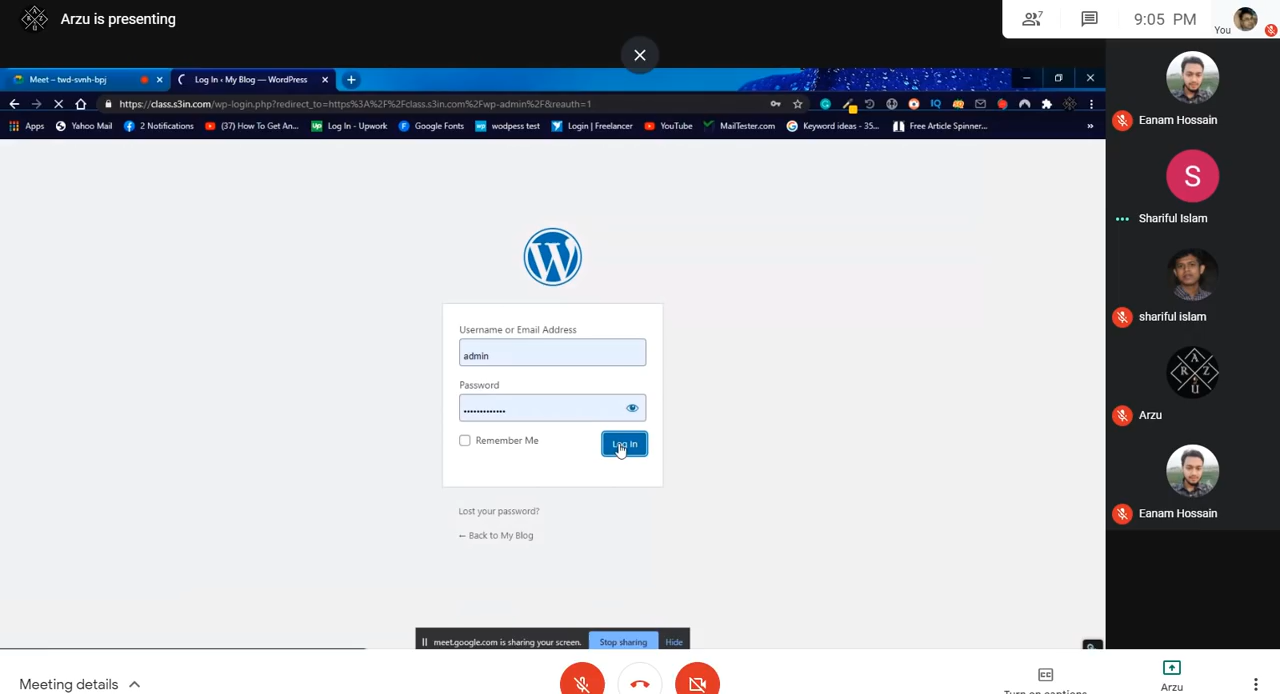 Arzu is presenting
7
9:05 PM
You
Meet – twd-svnh-bpj
Log In ‹ My Blog — WordPress
https://class.s3in.com/wp-login.php?redirect_to=https%3A%2F%2Fclass.s3in.com%2Fwp-admin%2F&reauth=1
Apps
Yahoo Mail
2 Notifications
(37) How To Get An...
Log In - Upwork
Google Fonts
wodpess test
Login | Freelancer
YouTube
MailTester.com
Keyword ideas - 35...
Free Article Spinner...
»
Username or Email Address
admin
Password
Remember Me
Log In
Lost your password?
← Back to My Blog
meet.google.com is sharing your screen.
Stop sharing
Hide
Eanam Hossain
S
Shariful Islam
shariful islam
A
R Z
U
Arzu
Eanam Hossain
Meeting details
Turn on captions
Arzu